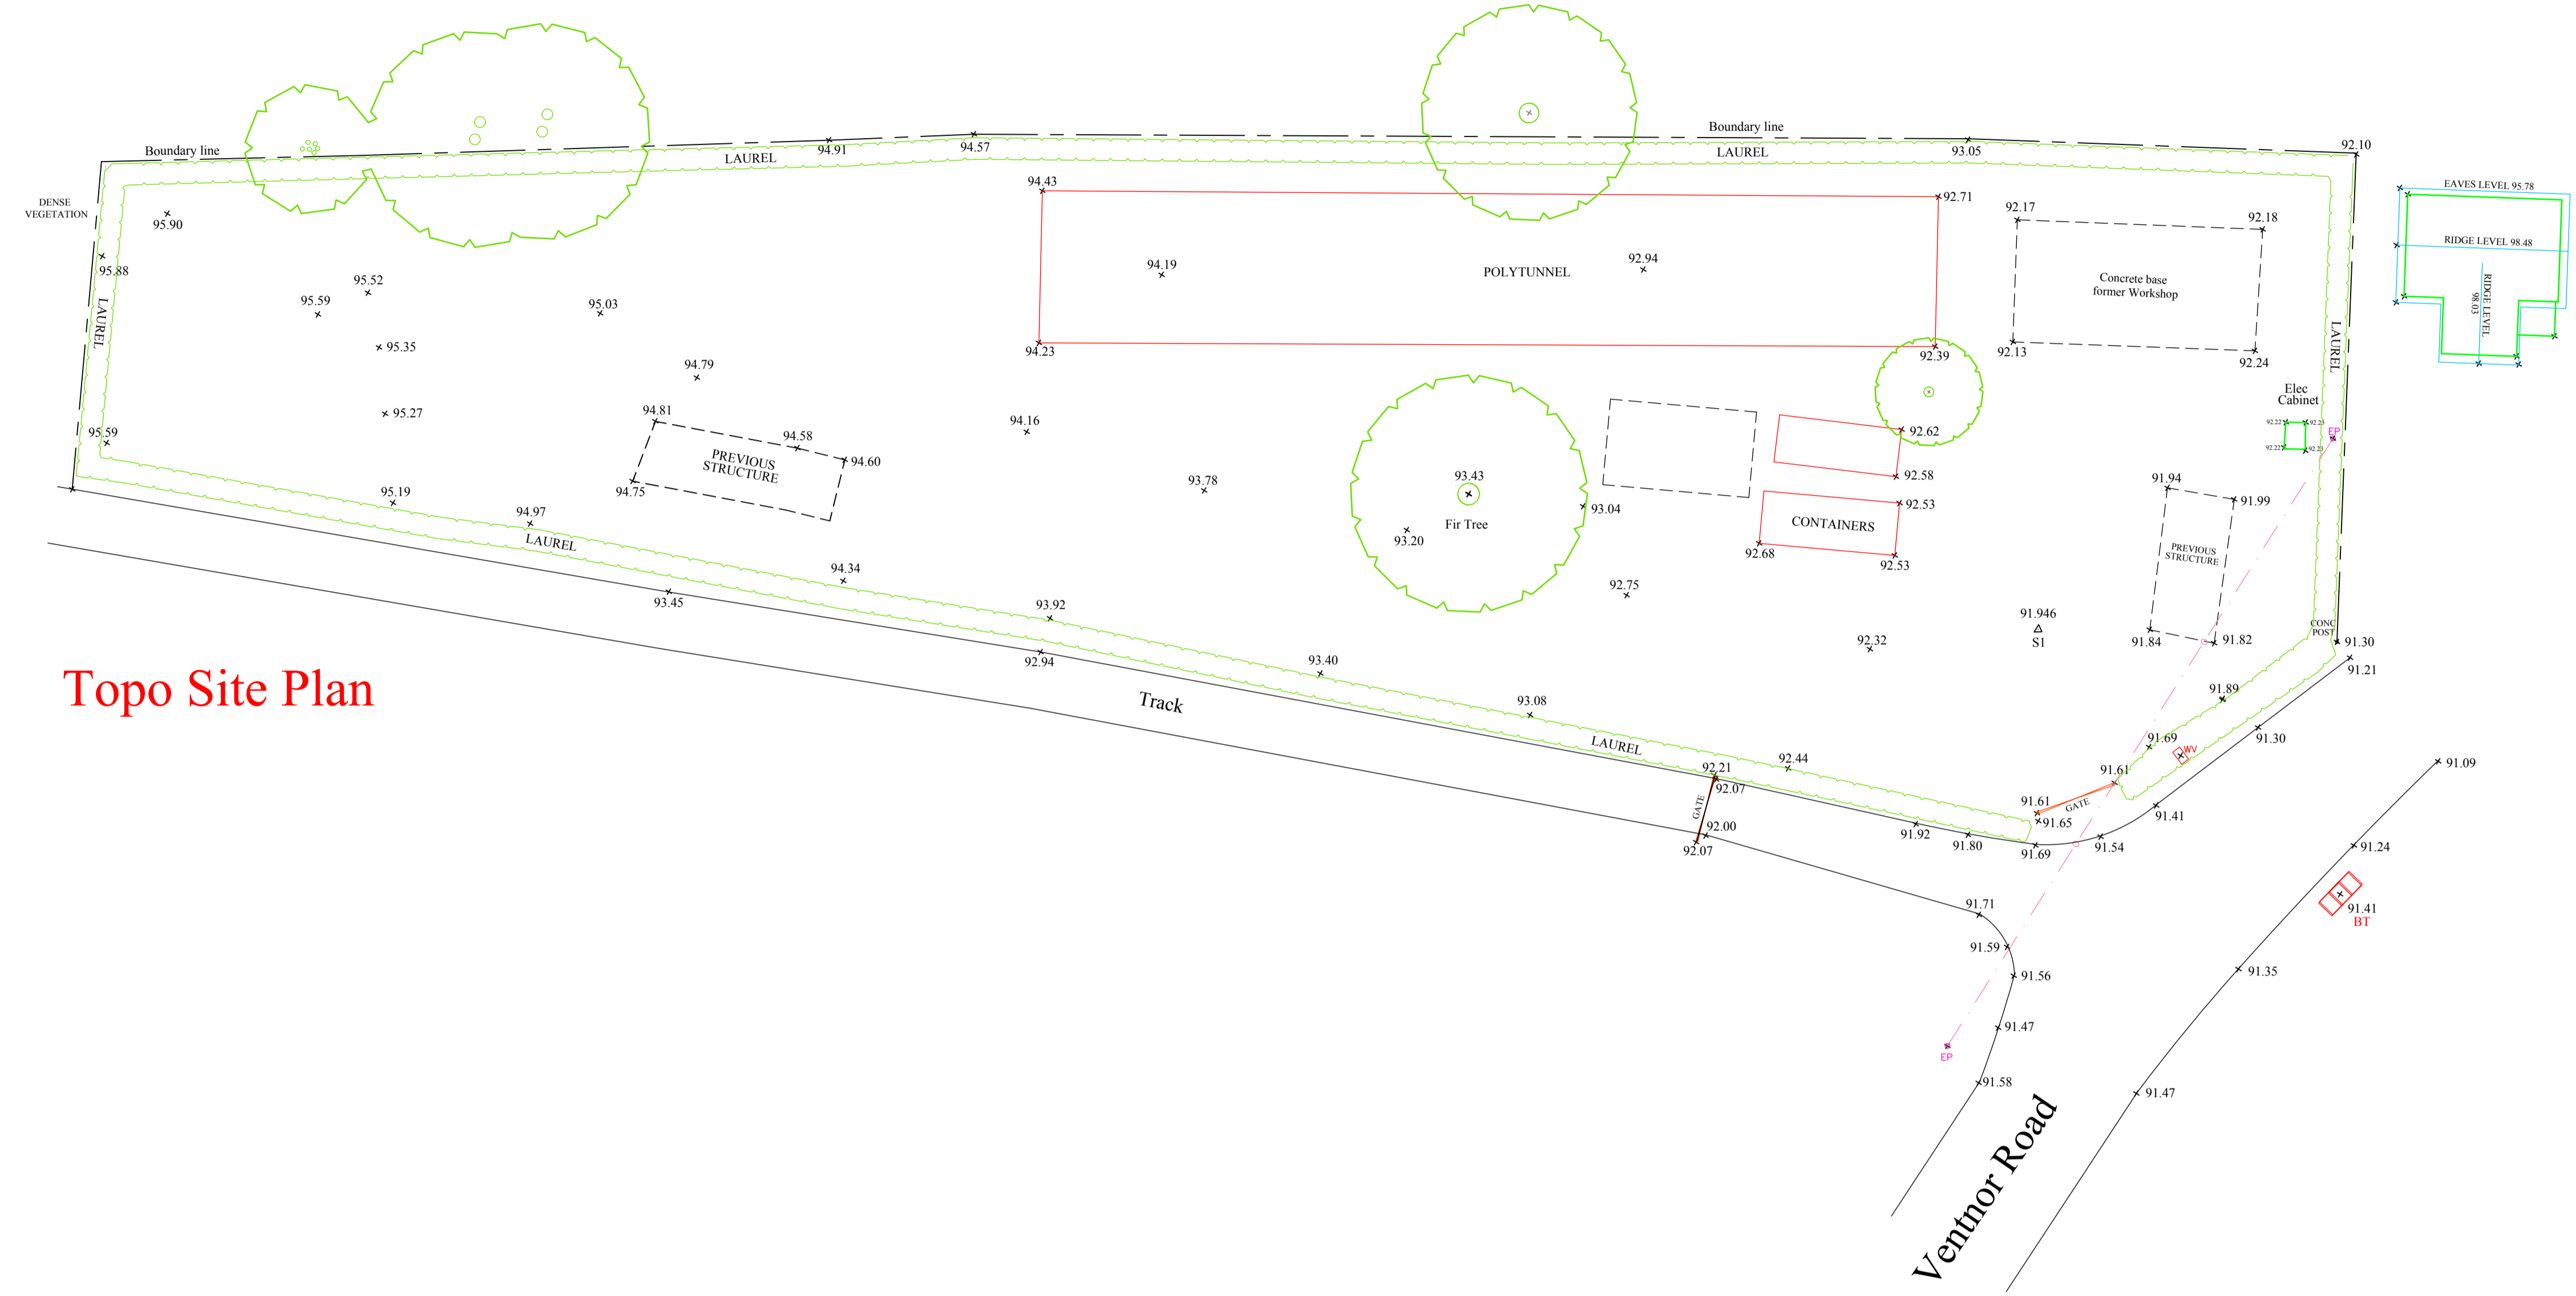 Boundary line
94.91
LAUREL
94.57
Boundary line
LAUREL
93.05
92.10
DENSE
VEGETATION
95.90
95.88
LAUREL
95.59
95.52
95.03
95.35
94.79
95.27
95.59
94.43
92.71
94.19
POLYTUNNEL
92.94
94.23
92.39
92.17
92.18
Concrete base
former Workshop
92.13
92.24
LAUREL
EAVES LEVEL 95.78
RIDGE LEVEL 98.48
RIDGE LEVEL
98.03
Elec
Cabinet
92.22
92.23
92.22
92.23
EP
94.81
94.58
94.60
PREVIOUS
STRUCTURE
94.75
94.16
93.78
93.43
Fir Tree
93.20
93.04
92.62
92.58
92.53
CONTAINERS
92.68
92.53
92.75
91.94
91.99
PREVIOUS
STRUCTURE
91.84
91.82
91.946
S1
92.32
CONC
POST
91.30
91.21
95.19
94.97
LAUREL
94.34
93.45
93.92
92.94
93.40
93.08
Track
LAUREL
92.44
92.21
92.07
GATE
92.00
92.07
91.89
91.69
WV
91.30
91.61
91.61
GATE
91.65
91.41
91.92
91.80
91.69
91.54
91.09
91.24
91.41
BT
91.71
91.59
91.56
91.35
91.47
EP
91.58
91.47
Ventnor Road
Topo Site Plan